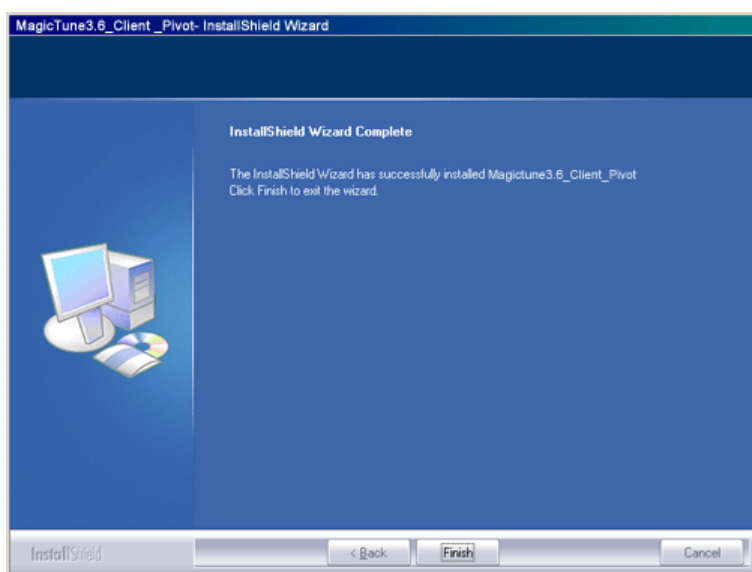 MagicTune3.6_Client _Pivot- InstallShield Wizard
InstallShield Wizard Complete
The InstallShield Wizard has successfully installed Magictune3.6_Client_Pivot
Click Finish to exit the wizard.
InstallShield
< Back
Finish
Cancel